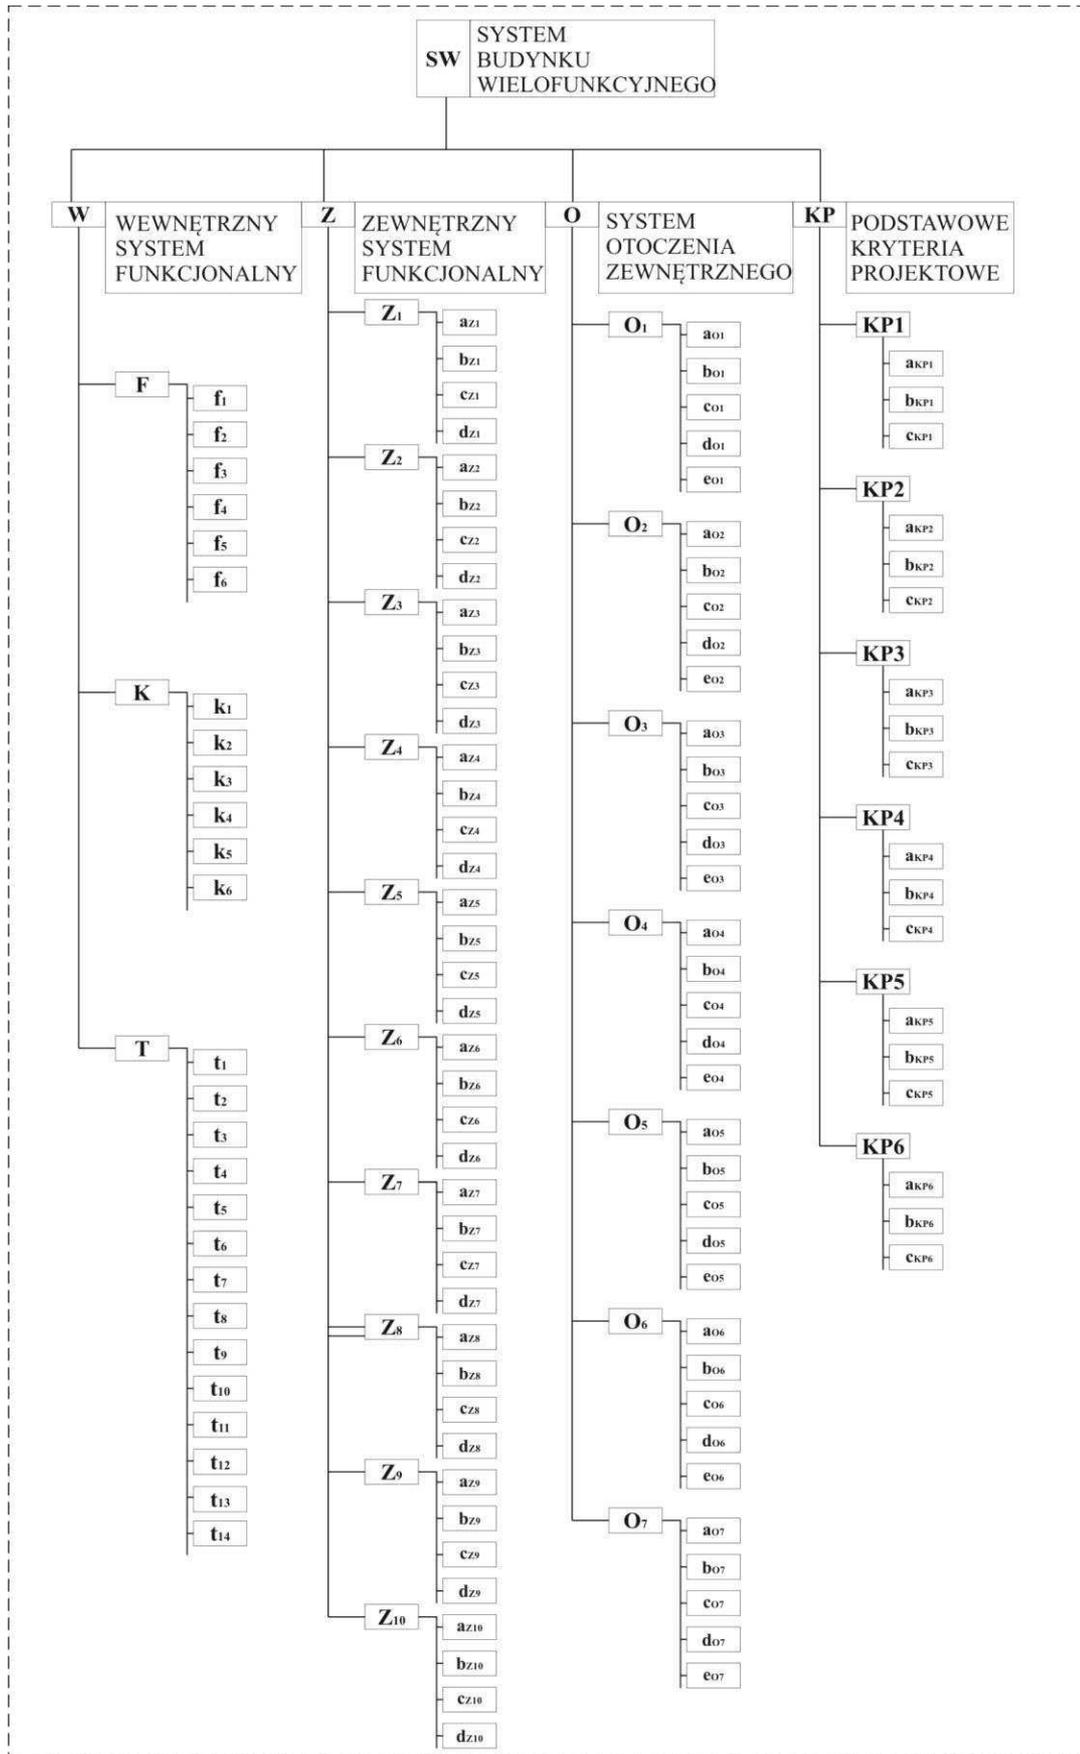 SW
SYSTEM
BUDYNKU
WIELOFUNKCYJNEGO
W
WEWNĘTRZNY
SYSTEM
FUNKCJONALNY
F
f1
f2
f3
f4
f5
f6
K
k1
k2
k3
k4
k5
k6
T
t1
t2
t3
t4
t5
t6
t7
t8
t9
t10
t11
t12
t13
t14
Z
ZEWNĘTRZNY
SYSTEM
FUNKCJONALNY
Z1
aZ1
bZ1
cZ1
dZ1
Z2
aZ2
bZ2
cZ2
dZ2
Z3
aZ3
bZ3
cZ3
dZ3
Z4
aZ4
bZ4
cZ4
dZ4
Z5
aZ5
bZ5
cZ5
dZ5
Z6
aZ6
bZ6
cZ6
dZ6
Z7
aZ7
bZ7
cZ7
dZ7
Z8
aZ8
bZ8
cZ8
dZ8
Z9
aZ9
bZ9
cZ9
dZ9
Z10
aZ10
bZ10
cZ10
dZ10
O
SYSTEM
OTOCZENIA
ZEWNĘTRZNEGO
O1
aO1
bO1
cO1
dO1
eO1
O2
aO2
bO2
cO2
dO2
eO2
O3
aO3
bO3
cO3
dO3
eO3
O4
aO4
bO4
cO4
dO4
eO4
O5
aO5
bO5
cO5
dO5
eO5
O6
aO6
bO6
cO6
dO6
eO6
O7
aO7
bO7
cO7
dO7
eO7
KP
PODSTAWOWE
KRYTERIA
PROJEKTOWE
KP1
aKP1
bKP1
cKP1
KP2
aKP2
bKP2
cKP2
KP3
aKP3
bKP3
cKP3
KP4
aKP4
bKP4
cKP4
KP5
aKP5
bKP5
cKP5
KP6
aKP6
bKP6
cKP6